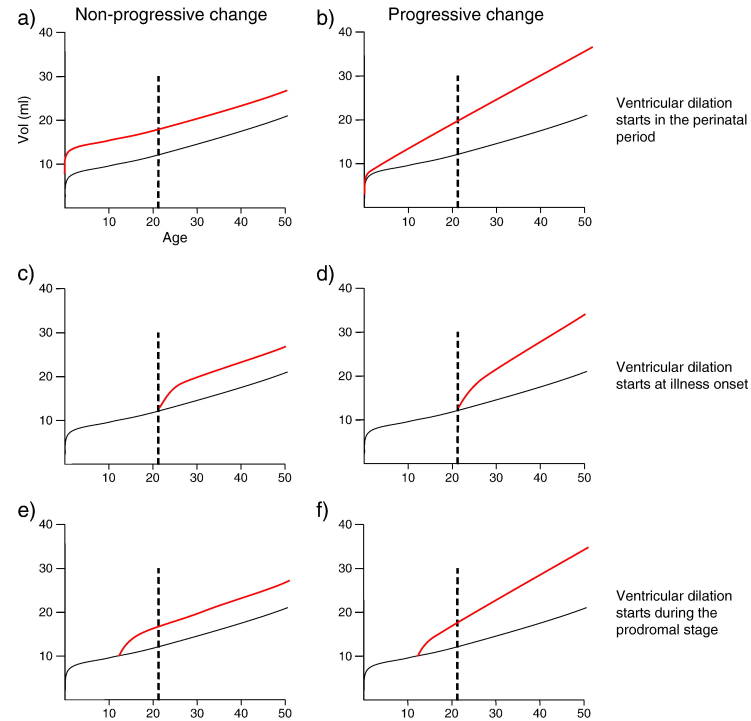 Non-progressive change
Progressive change
a)
40
30
20
10
Vol (ml)
10 20 30 40 50
Age
b)
40
30
20
10
10 20 30 40 50
Ventricular dilation
starts in the perinatal
period
c)
40
30
20
10
10 20 30 40 50
d)
40
30
20
10
10 20 30 40 50
Ventricular dilation
starts at illness onset
e)
40
30
20
10
10 20 30 40 50
f)
40
30
20
10
10 20 30 40 50
Ventricular dilation
starts during the
prodromal stage